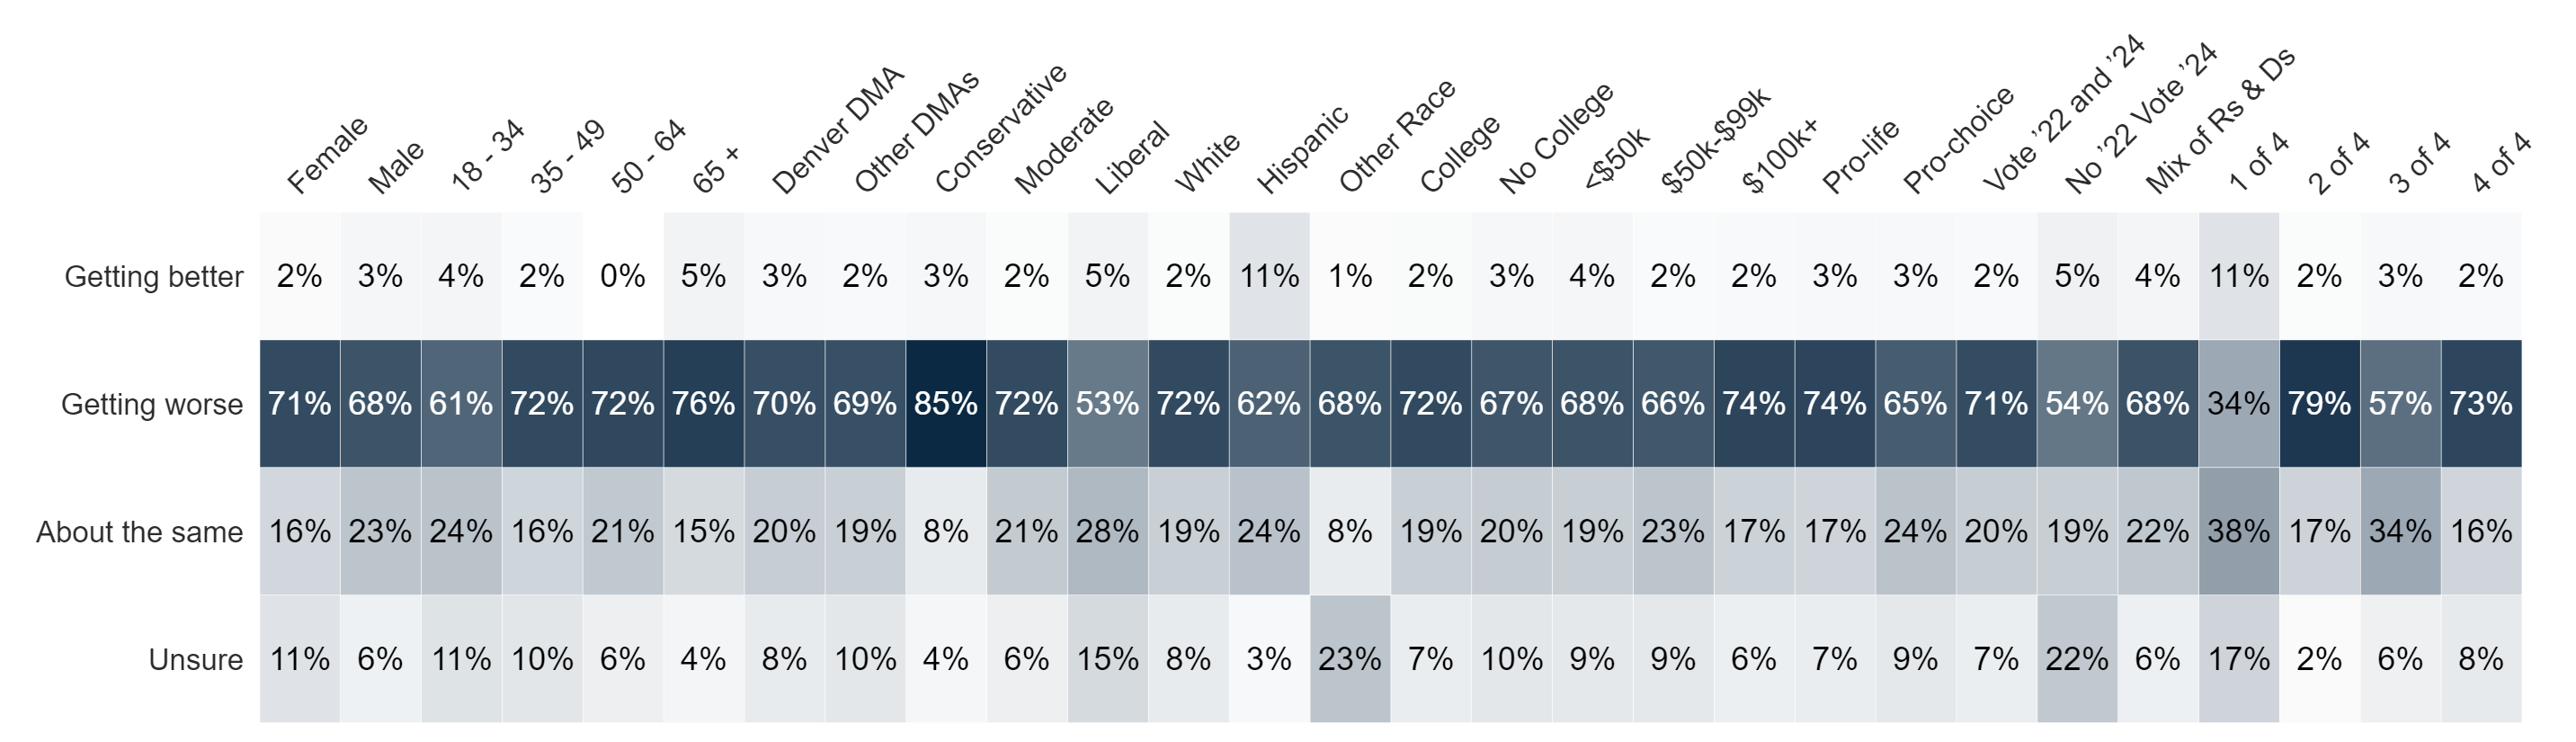 Female Male 18 - 34 35 - 49 50 - 64 65 + Denver DMA Other DMAs Conservative Moderate Liberal White Hispanic Other Race College No College <$50k $50k-$99k $100k+ Pro-life Pro-choice Vote ’22 and ’24 No ’22 Vote ’24 Mix of Rs & Ds 1 of 4 2 of 4 3 of 4 4 of 4
Getting better 2% 3% 4% 2% 0% 5% 3% 2% 3% 2% 5% 2% 11% 1% 2% 3% 4% 2% 2% 3% 3% 2% 5% 4% 11% 2% 3% 2%
Getting worse 71% 68% 61% 72% 72% 76% 70% 69% 85% 72% 53% 72% 62% 68% 72% 67% 68% 66% 74% 74% 65% 71% 54% 68% 34% 79% 57% 73%
About the same 16% 23% 24% 16% 21% 15% 20% 19% 8% 21% 28% 19% 24% 8% 19% 20% 19% 23% 17% 17% 24% 20% 19% 22% 38% 17% 34% 16%
Unsure 11% 6% 11% 10% 6% 4% 8% 10% 4% 6% 15% 8% 3% 23% 7% 10% 9% 9% 6% 7% 9% 7% 22% 6% 17% 2% 6% 8%